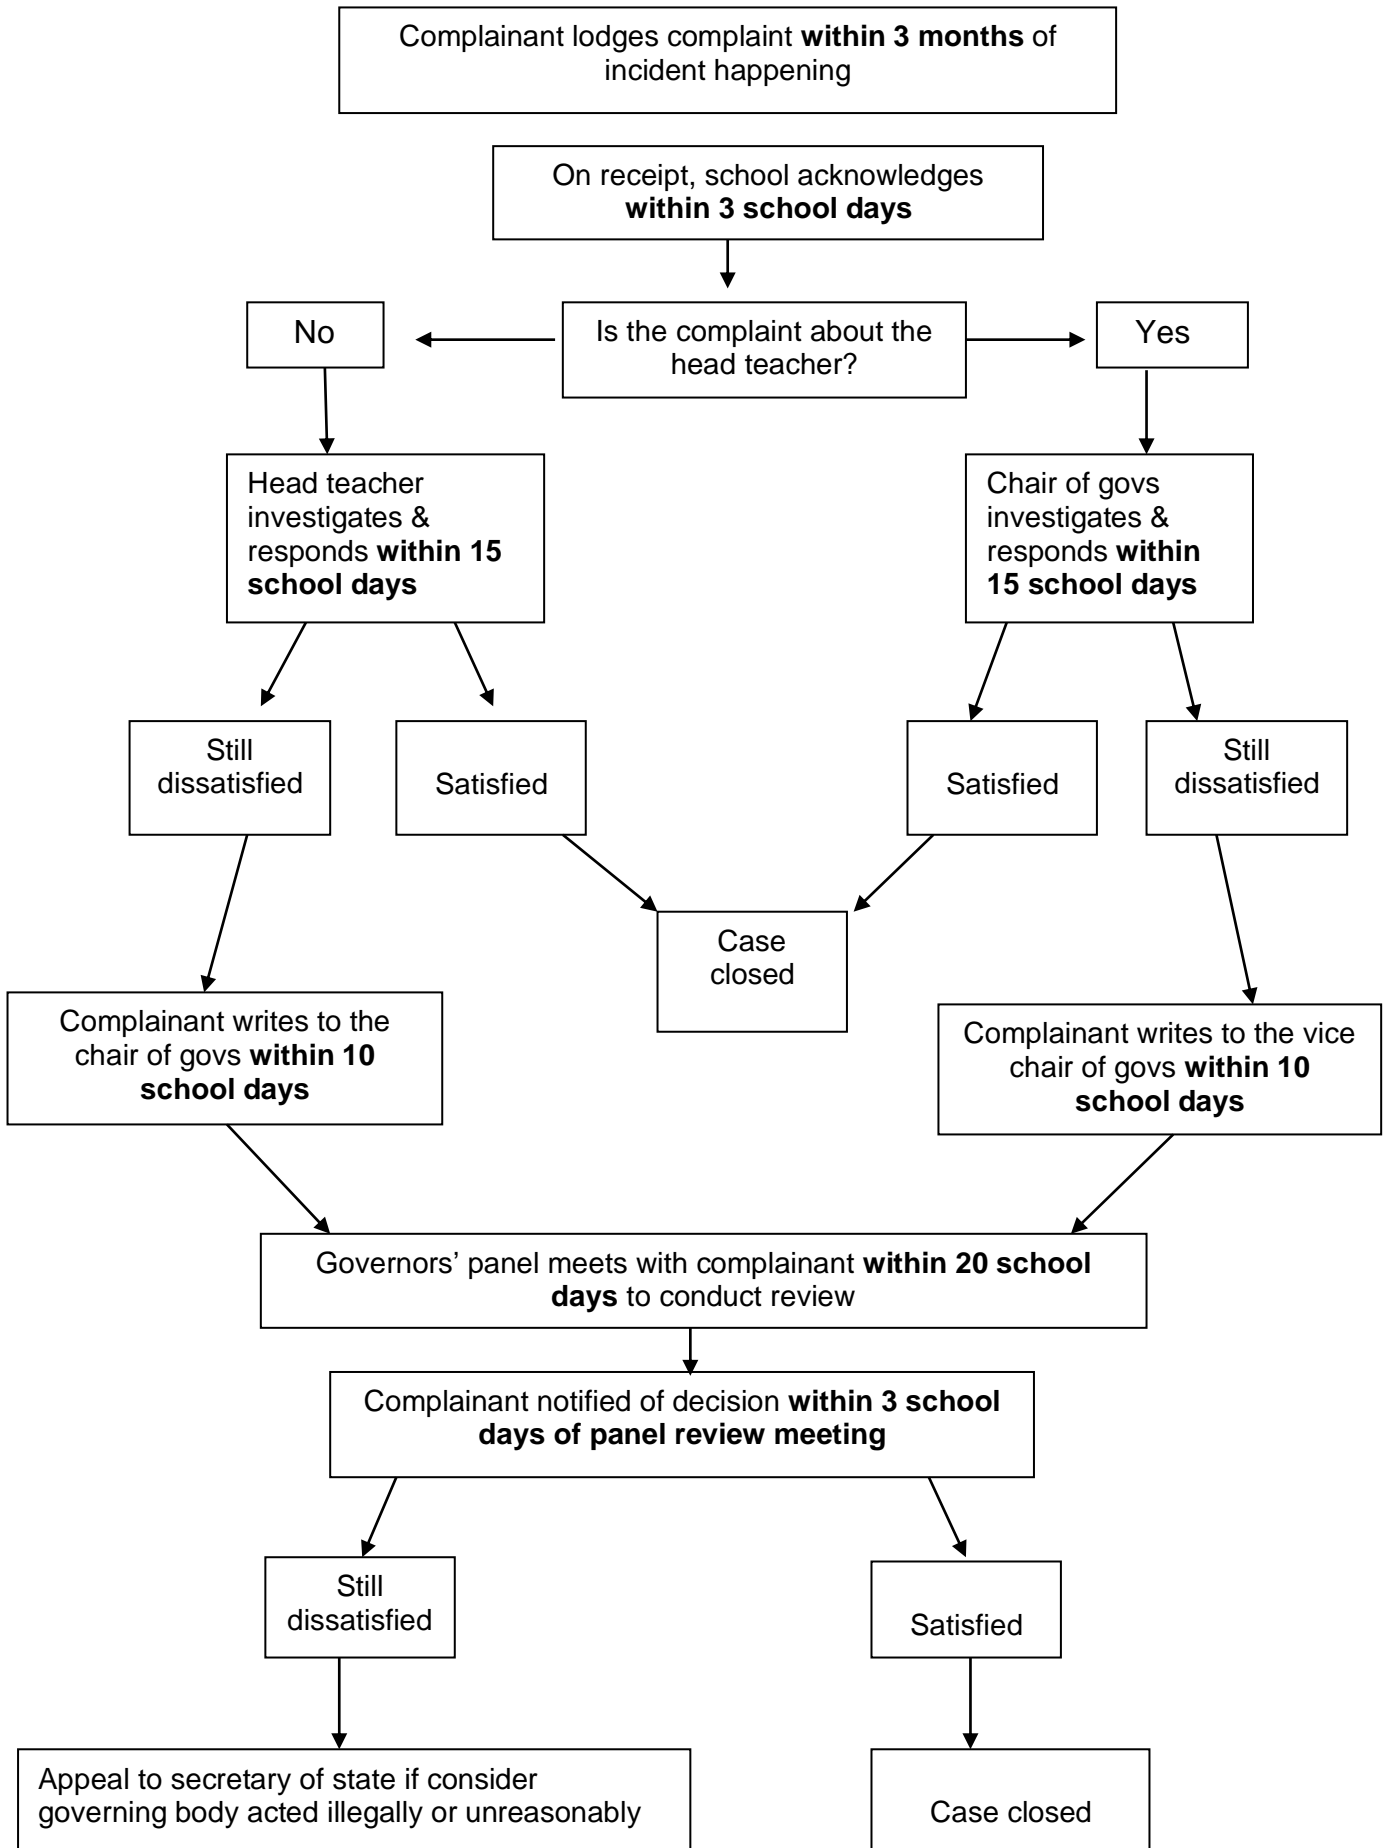 Complainant lodges complaint within 3 months of
incident happening
On receipt, school acknowledges
within 3 school days
No
Is the complaint about the
head teacher?
Yes
Head teacher
investigates &
responds within 15
school days
Chair of govs
investigates &
responds within
15 school days
Still
dissatisfied
Satisfied
Satisfied
Still
dissatisfied
Case
closed
Complainant writes to the
chair of govs within 10
school days
Complainant writes to the vice
chair of govs within 10
school days
Governors’ panel meets with complainant within 20 school
days to conduct review
Complainant notified of decision within 3 school
days of panel review meeting
Still
dissatisfied
Satisfied
Appeal to secretary of state if consider
governing body acted illegally or unreasonably
Case closed